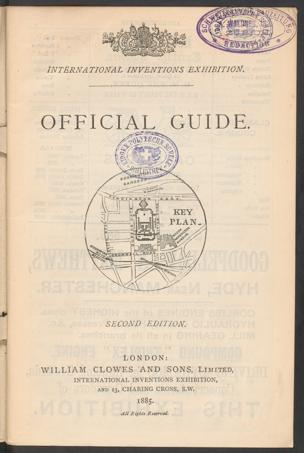 INTERNATIONAL INVENTIONS EXHIBITION.
OFFICIAL GUIDE.
KEY
PLAN.
SECOND EDITION.
LONDON:
WILLIAM CLOWES AND SONS, LIMITED,
INTERNATIONAL INVENTIONS EXHIBITION,
AND 13, CHARING CROSS, S.W.
1885.
All Rights Reserved.